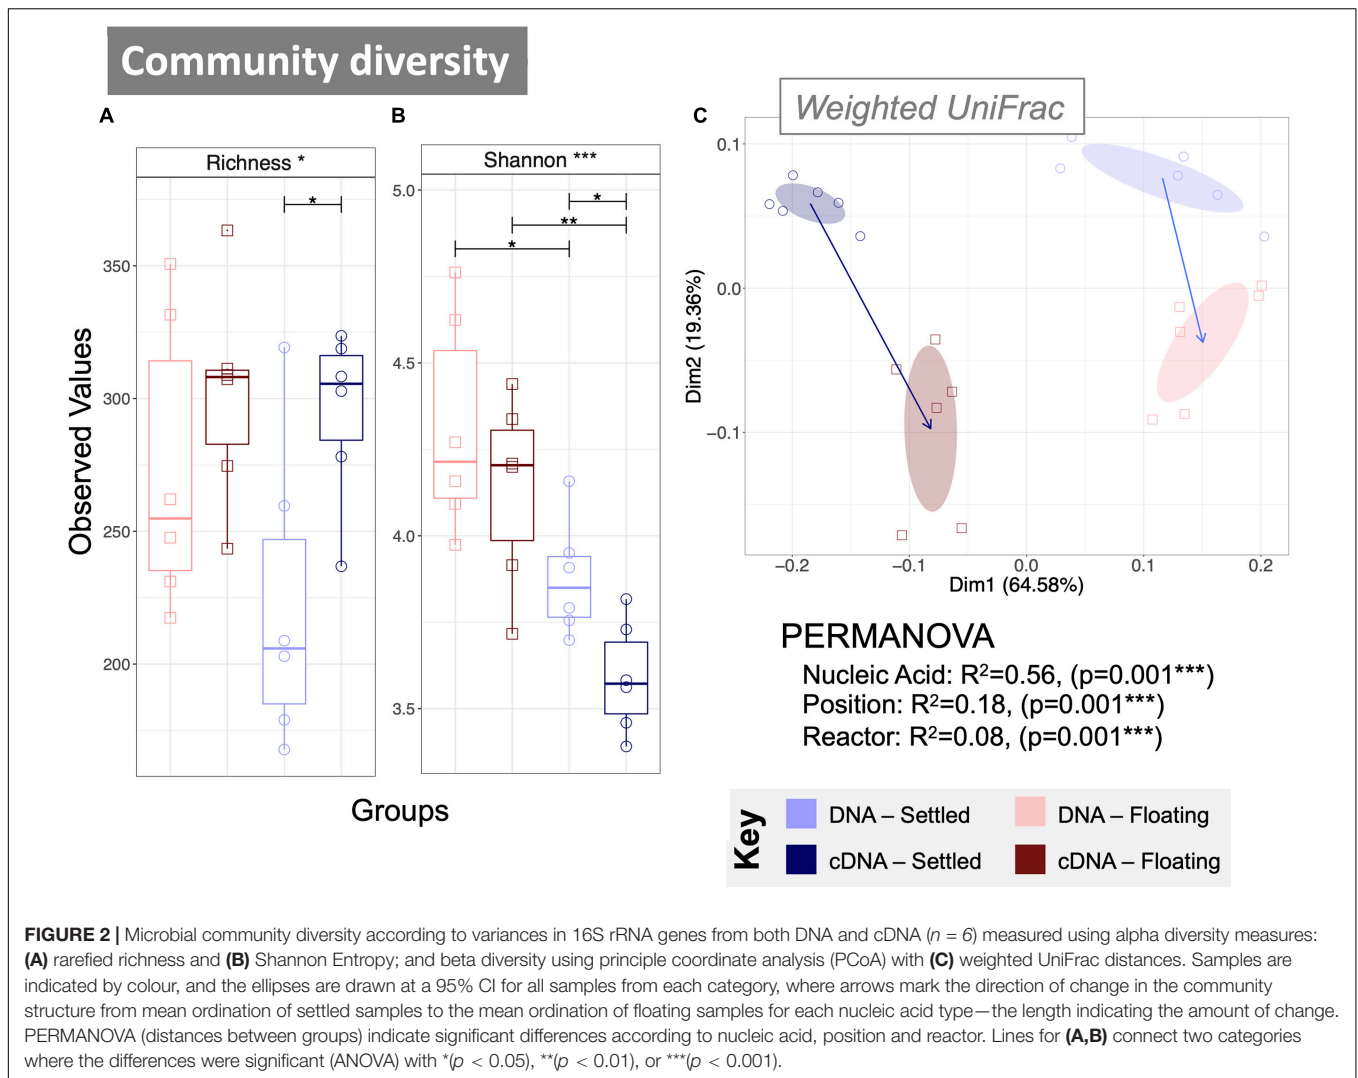 Community diversity
A
B
C
Weighted UniFrac
Richness *
Shannon ***
*
*
**
*
350
300
250
200
5.0
4.5
4.0
3.5
Observed Values
Groups
0.1
0.0
−0.1
Dim2 (19.36%)
−0.2
−0.1
0.0
0.1
0.2
Dim1 (64.58%)
PERMANOVA
Nucleic Acid: R²=0.56, (p=0.001***)
Position: R²=0.18, (p=0.001***)
Reactor: R²=0.08, (p=0.001***)
Key
DNA – Settled
DNA – Floating
cDNA – Settled
cDNA – Floating
FIGURE 2 | Microbial community diversity according to variances in 16S rRNA genes from both DNA and cDNA (n = 6) measured using alpha diversity measures:
(A) rarefied richness and (B) Shannon Entropy; and beta diversity using principle coordinate analysis (PCoA) with (C) weighted UniFrac distances. Samples are
indicated by colour, and the ellipses are drawn at a 95% CI for all samples from each category, where arrows mark the direction of change in the community
structure from mean ordination of settled samples to the mean ordination of floating samples for each nucleic acid type—the length indicating the amount of change.
PERMANOVA (distances between groups) indicate significant differences according to nucleic acid, position and reactor. Lines for (A,B) connect two categories
where the differences were significant (ANOVA) with *(p < 0.05), **(p < 0.01), or ***(p < 0.001).